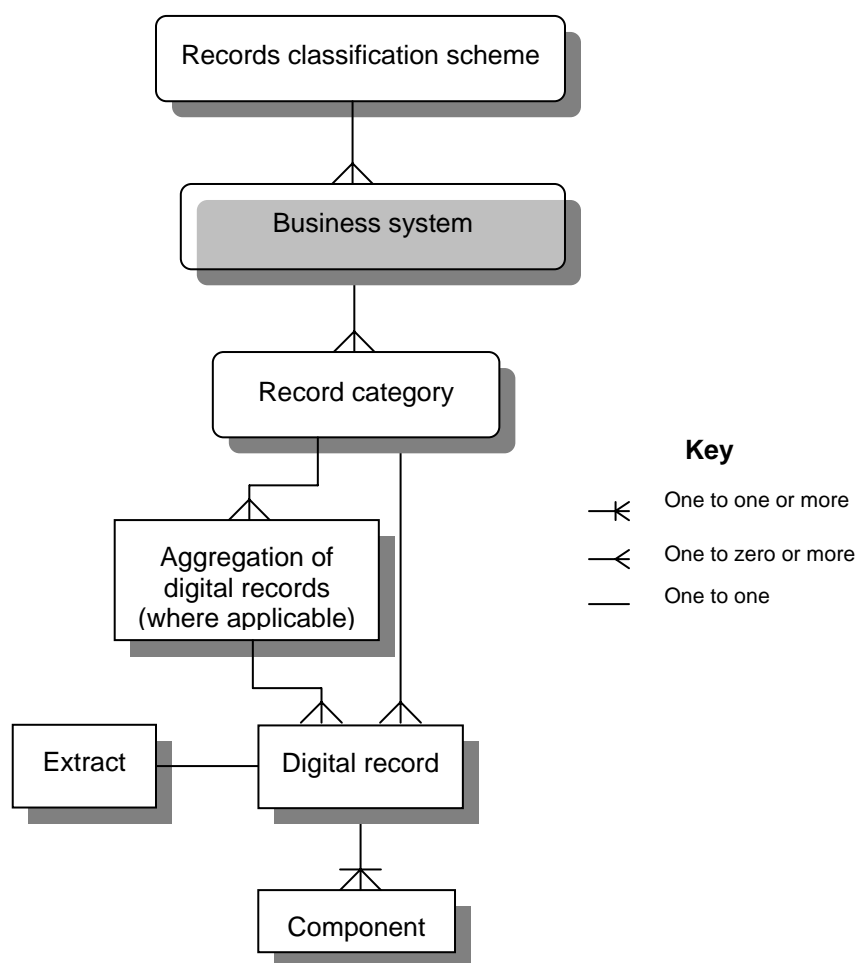 Records classification scheme
Business system
Record category
Key
One to one or more
Aggregation of
digital records
(where applicable)
One to zero or more
One to one
Extract
Digital record
Component